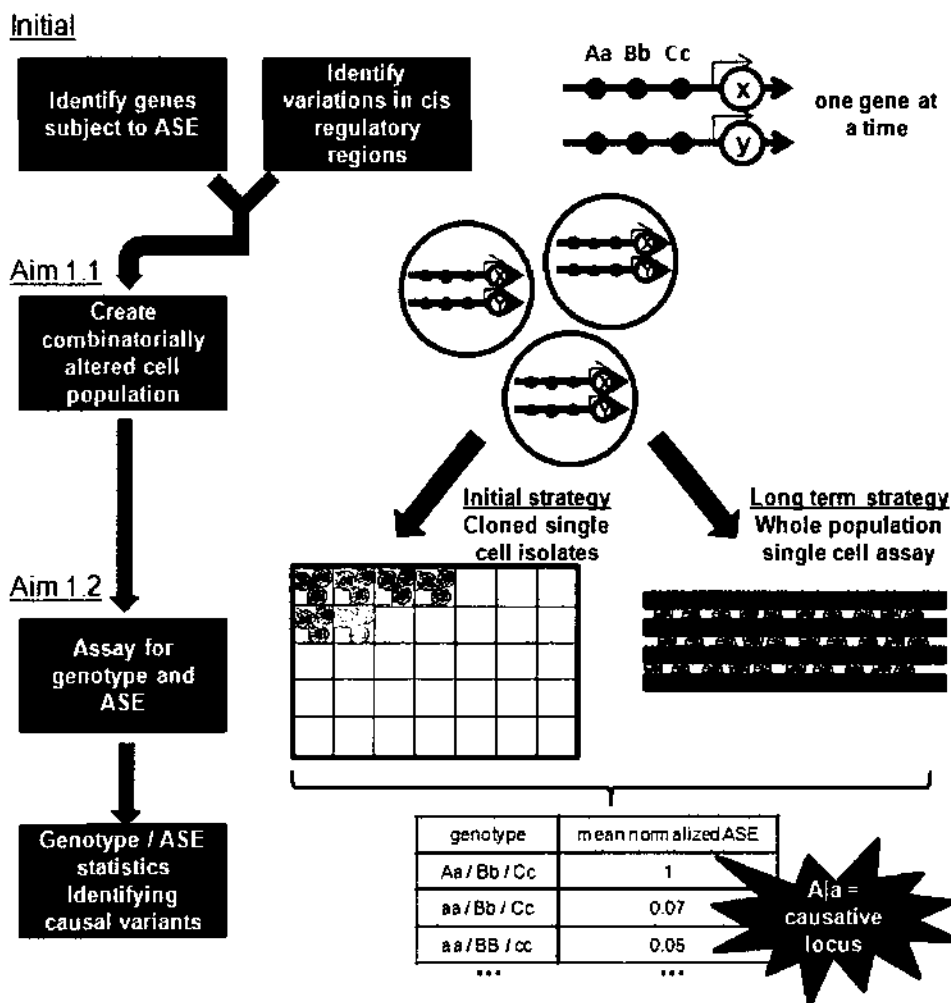 Initial
Identify genes
subject to ASE
Identify
variations in cis
regulatory
regions
Aa Bb Cc
X
y
one gene at
a time
Aim 1.1
Create
combinatorially
altered cell
population
X
Y
X
Y
X
Y
Initial strategy
Cloned single
cell isolates
Long term strategy
Whole population
single cell assay
Aim 1.2
Assay for
genotype and
ASE
Genotype / ASE
statistics
Identifying
causal variants
genotype mean normalized ASE
Aa / Bb / Cc 1
aa / Bb / Cc 0.07
aa / BB / cc 0.05
... ...
A|a =
causative
locus